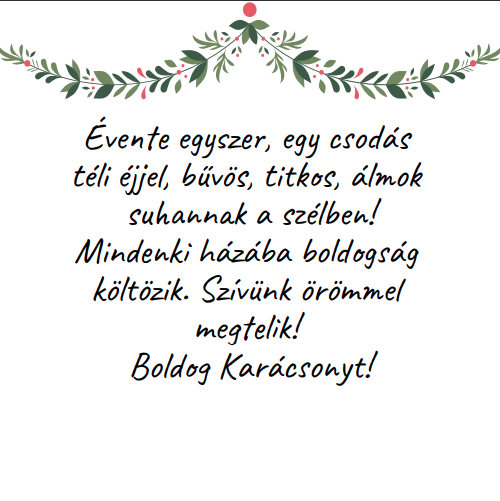 Évente egyszer, egy csodás
téli éjjel, bűvös, titkos, álmok
suhannak a szélben!
Mindenki házába boldogság
költözik. Szívünk örömmel
megtelik!
Boldog Karácsonyt!